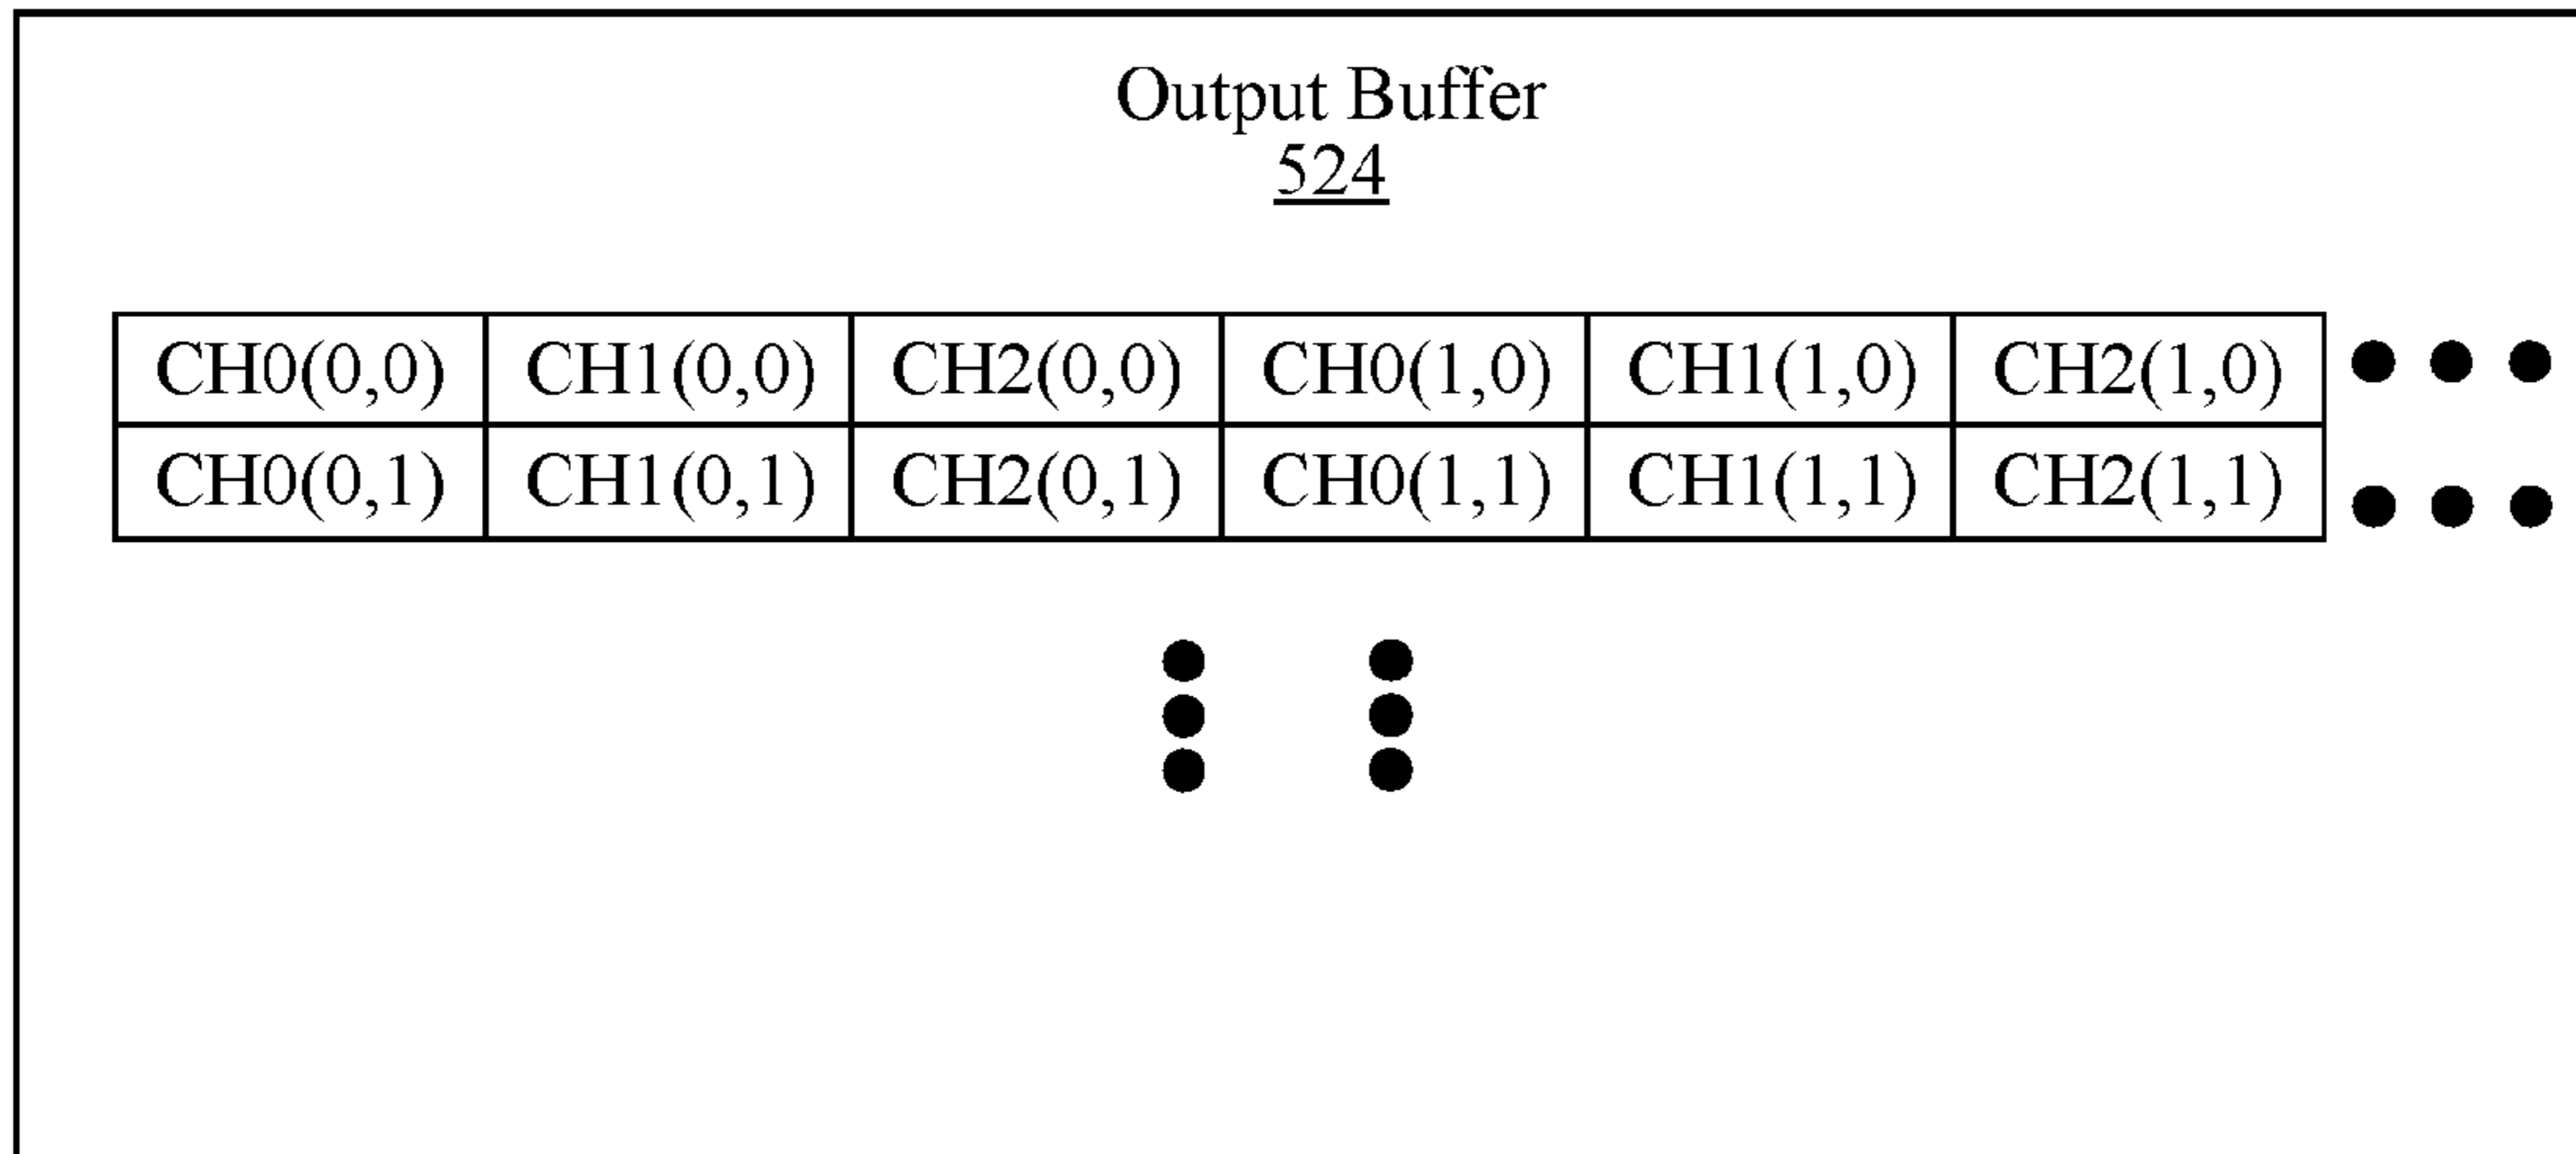 Output Buffer
524
CH0(0,0) CH1(0,0) CH2(0,0) CH0(1,0) CH1(1,0) CH2(1,0)
CH0(0,1) CH1(0,1) CH2(0,1) CH0(1,1) CH1(1,1) CH2(1,1)